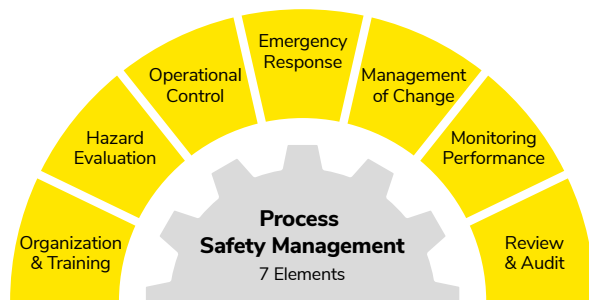 Organization
& Training
Hazard
Evaluation
Operational
Control
Emergency
Response
Management
of Change
Monitoring
Performance
Review
& Audit
Process
Safety Management
7 Elements